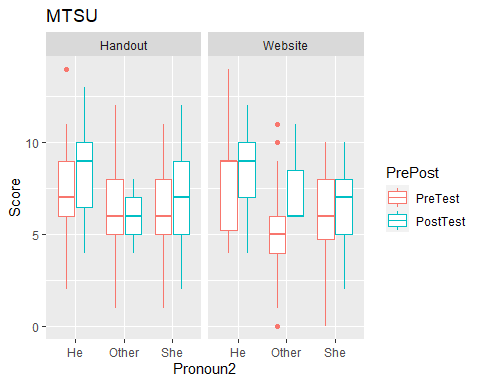 MTSU
Handout Website
Score
10
5
0
He Other She He Other She
Pronoun2
PrePost
PreTest
PostTest